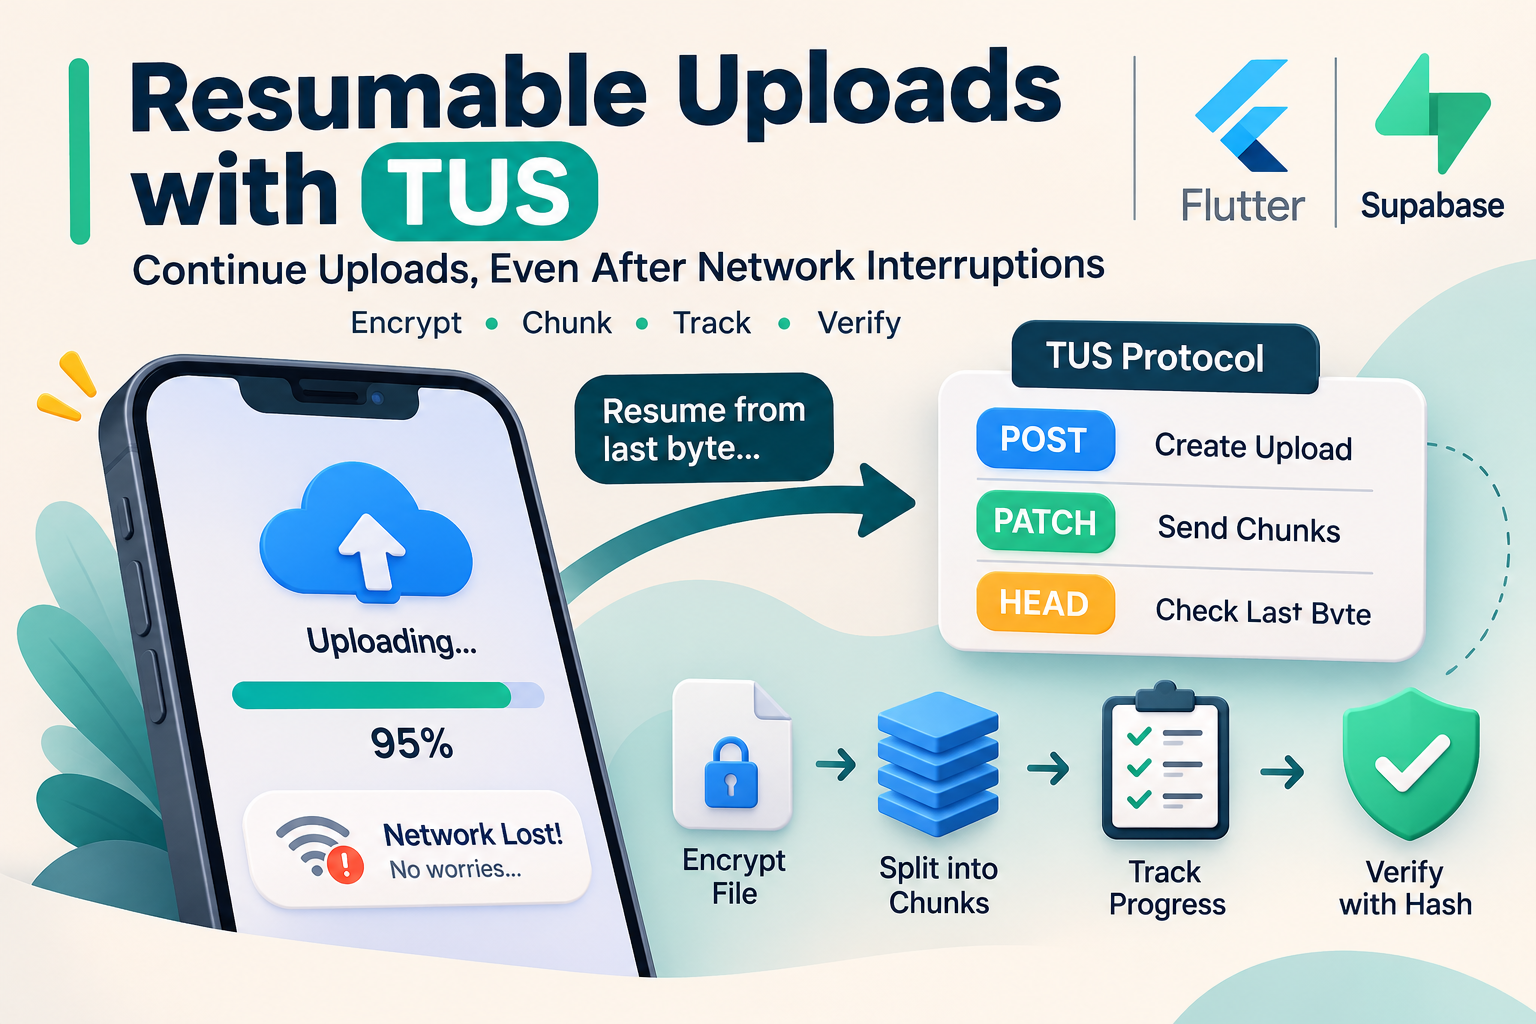 Resumable Uploads
with TUS
Continue Uploads, Even After Network Interruptions
Encrypt • Chunk • Track • Verify
Flutter
Supabase
Resume from
last byte...
TUS Protocol
POST Create Upload
PATCH Send Chunks
HEAD Check Last Bvte
Uploading...
95%
Network Lost!
No worries...
Encrypt
File
Split into
Chunks
Track
Progress
Verify
with Hash